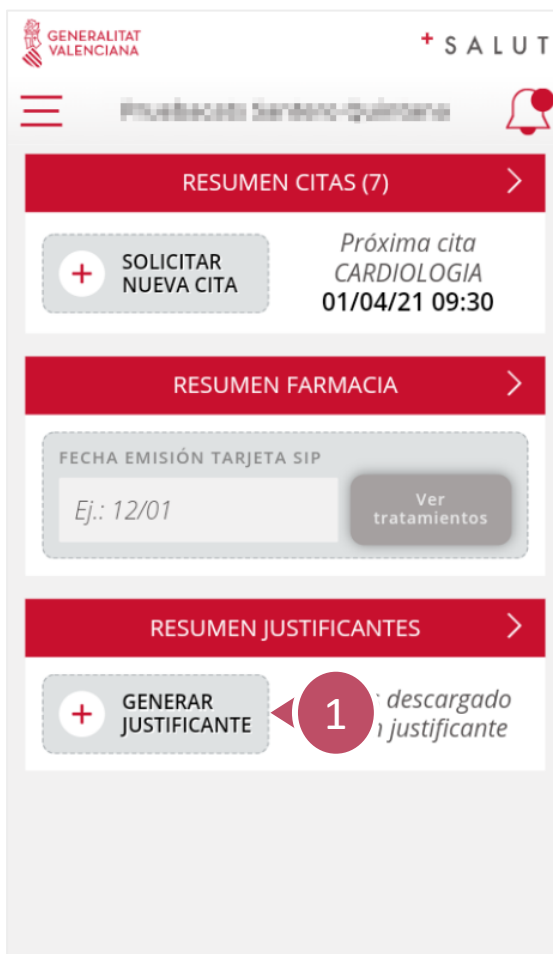 GENERALITAT
VALENCIANA
+ SALUT
RESUMEN CITAS (7)
SOLICITAR
NUEVA CITA
Próxima cita
CARDIOLOGIA
01/04/21 09:30
RESUMEN FARMACIA
FECHA EMISIÓN TARJETA SIP
Ej.: 12/01
Ver
tratamientos
RESUMEN JUSTIFICANTES
GENERAR
JUSTIFICANTE
1
descargado
justificante